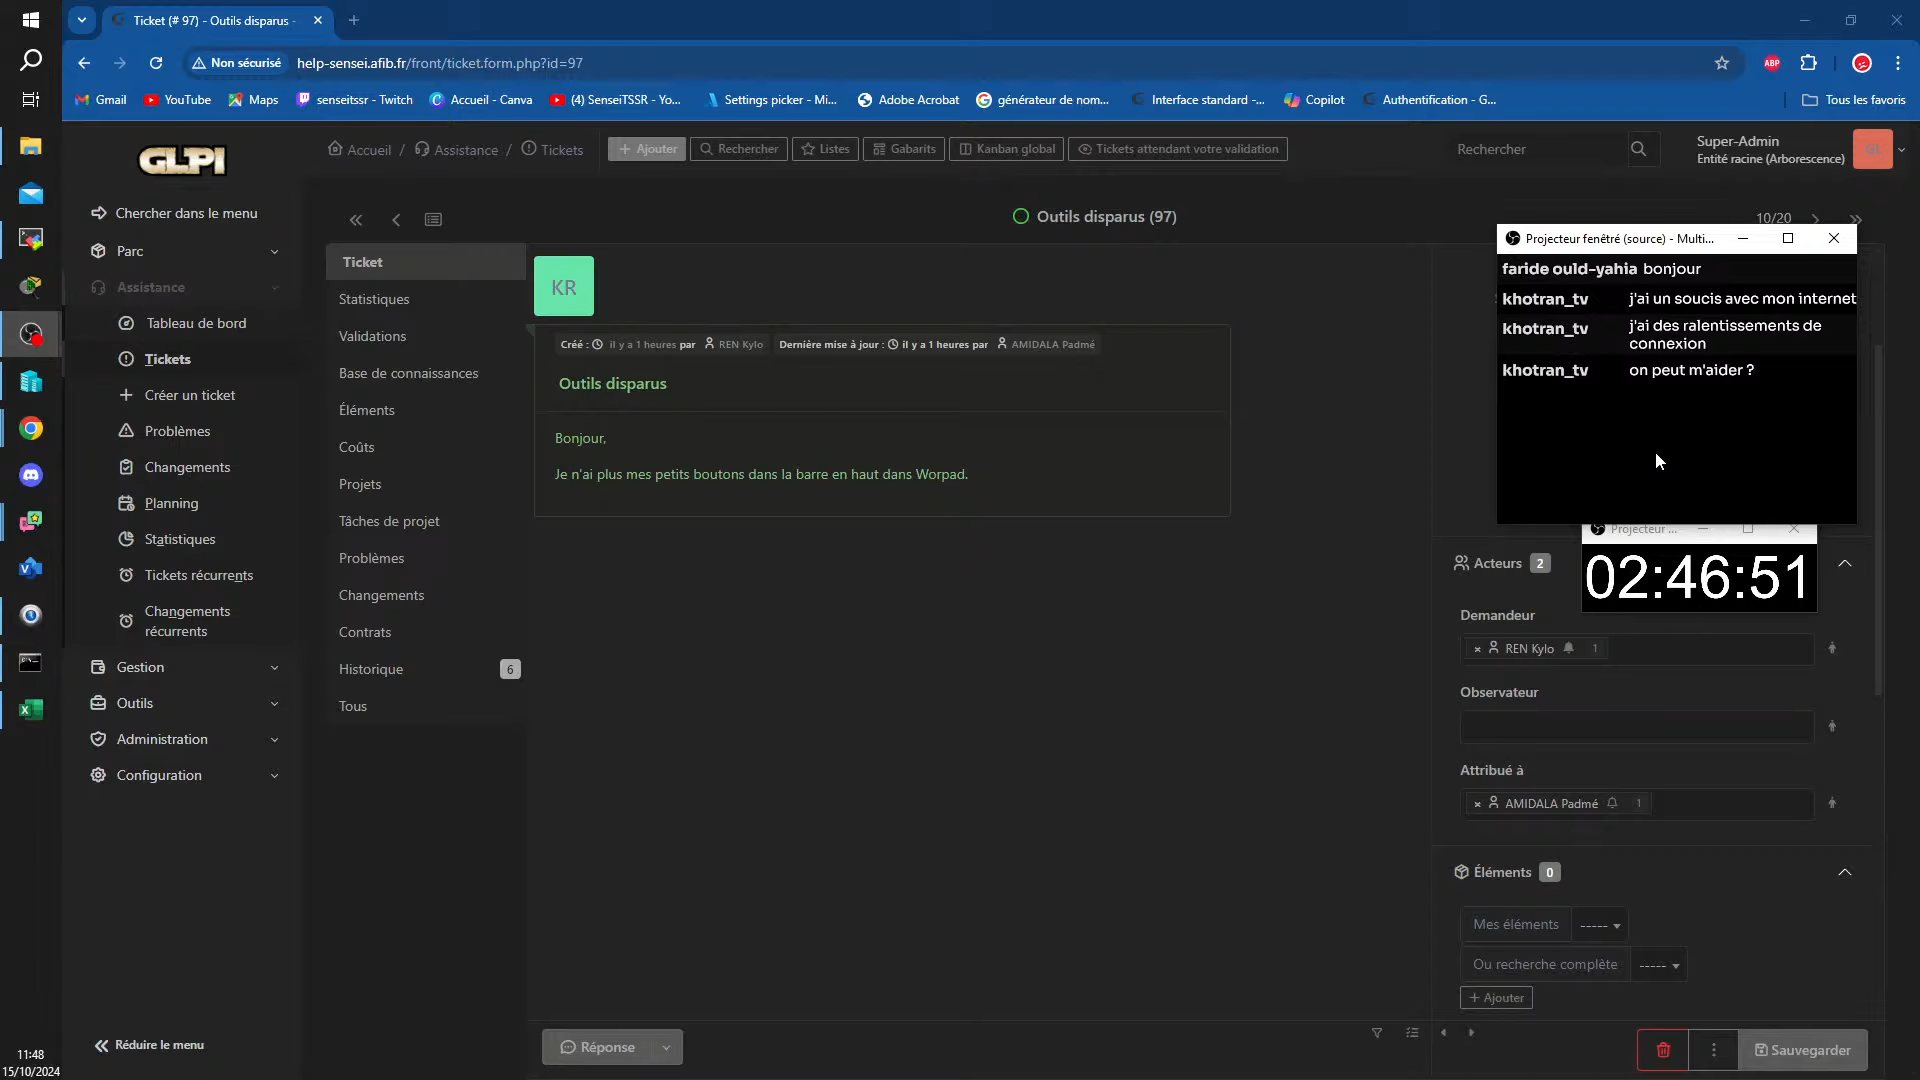 Ticket (# 97) - Outils disparus -
Non sécurisé
help-sensei.afib.fr/front/ticket.form.php?id=97
ABP
Gmail
YouTube
Maps
senseitssr - Twitch
Accueil - Canva
(4) SenseiTSSR - Yo...
Settings picker - Mi...
Adobe Acrobat
générateur de nom...
Interface standard -...
Copilot
Authentification - G...
Tous les favoris
GLPI
Accueil / Assistance / Tickets
Ajouter
Rechercher
Listes
Gabarits
Kanban global
Tickets attendant votre validation
Rechercher
Super-Admin
Entité racine (Arborescence)
Chercher dans le menu
Parc
Assistance
Tableau de bord
Tickets
Créer un ticket
Problèmes
Changements
Planning
Statistiques
Tickets récurrents
Changements
récurrents
Gestion
Outils
Administration
Configuration
Réduire le menu
11:48
15/10/2024
Outils disparus (97)
10/20
Ticket
Statistiques
Validations
Base de connaissances
Éléments
Coûts
Projets
Tâches de projet
Problèmes
Changements
Contrats
Historique 6
Tous
KR
Créé : il y a 1 heures par REN Kylo Dernière mise à jour : il y a 1 heures par AMIDALA Padmé
Outils disparus
Bonjour,
Je n'ai plus mes petits boutons dans la barre en haut dans Worpad.
Réponse
Projecteur fenêtré (source) - Multi...
faride ould-yahia bonjour
khotran_tv j'ai un soucis avec mon internet
khotran_tv j'ai des ralentissements de
connexion
khotran_tv on peut m'aider ?
Projecteur ...
02:46:51
Acteurs 2
Demandeur
× REN Kylo 1
Observateur
Attribué à
× AMIDALA Padmé 1
Éléments 0
Mes éléments -----
Ou recherche complète -----
+ Ajouter
Sauvegarder